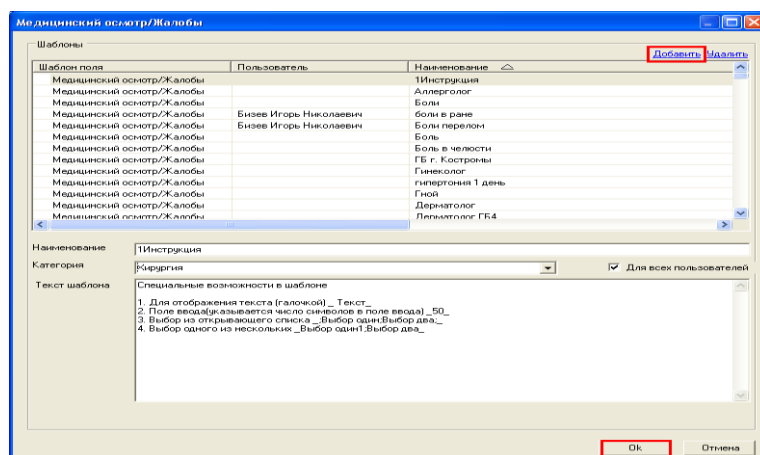 Медицинский осмотр/Жалобы
Шаблоны
Добавить Удалить
Шаблон поля Пользователь Наименование
Медицинский осмотр/Жалобы 1Инструкция
Медицинский осмотр/Жалобы Аллерголог
Медицинский осмотр/Жалобы Боли
Медицинский осмотр/Жалобы Бизев Игорь Николаевич боли в ране
Медицинский осмотр/Жалобы Бизев Игорь Николаевич Боли перелом
Медицинский осмотр/Жалобы Боль
Медицинский осмотр/Жалобы Боль в челюсти
Медицинский осмотр/Жалобы ГБ г. Костромы
Медицинский осмотр/Жалобы Гинеколог
Медицинский осмотр/Жалобы гипертония 1 день
Медицинский осмотр/Жалобы Гной
Медицинский осмотр/Жалобы Дерматолог
Медицинский осмотр/Жалобы Дерматолог ГБ4
Наименование 1Инструкция
Категория Хирургия Для всех пользователей
Текст шаблона Специальные возможности в шаблоне
1. Для отображения текста (галочкой) _ Текст_
2. Поле ввода(указывается число символов в поле ввода) _50_
3. Выбор из открывающего списка _;Выбор один;Выбор два;_
4. Выбор одного из нескольких _Выбор один1;Выбор два_
Ok Отмена